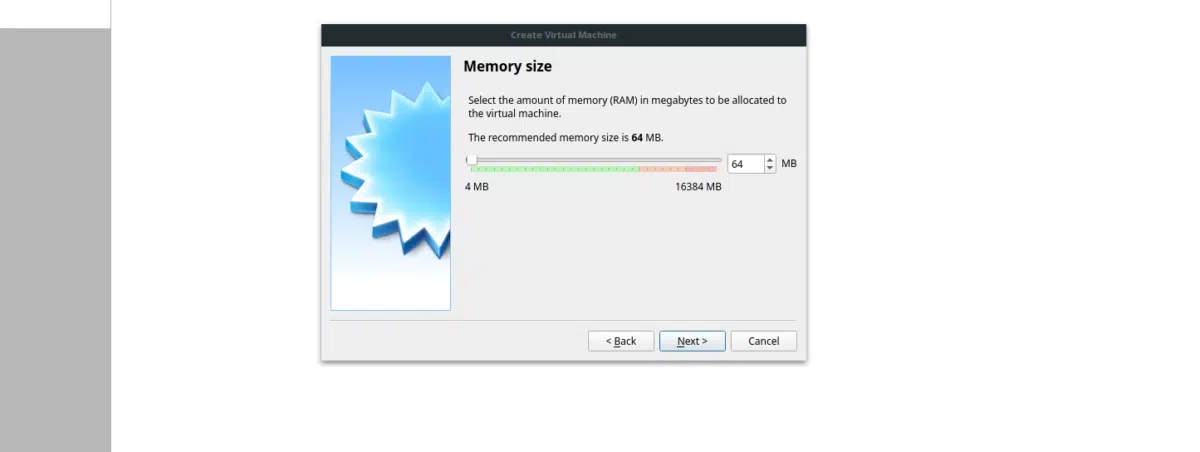 Create Virtual Machine
Memory size
Select the amount of memory (RAM) in megabytes to be allocated to
the virtual machine.
The recommended memory size is 64 MB.
64 MB
4 MB 16384 MB
< Back Next > Cancel